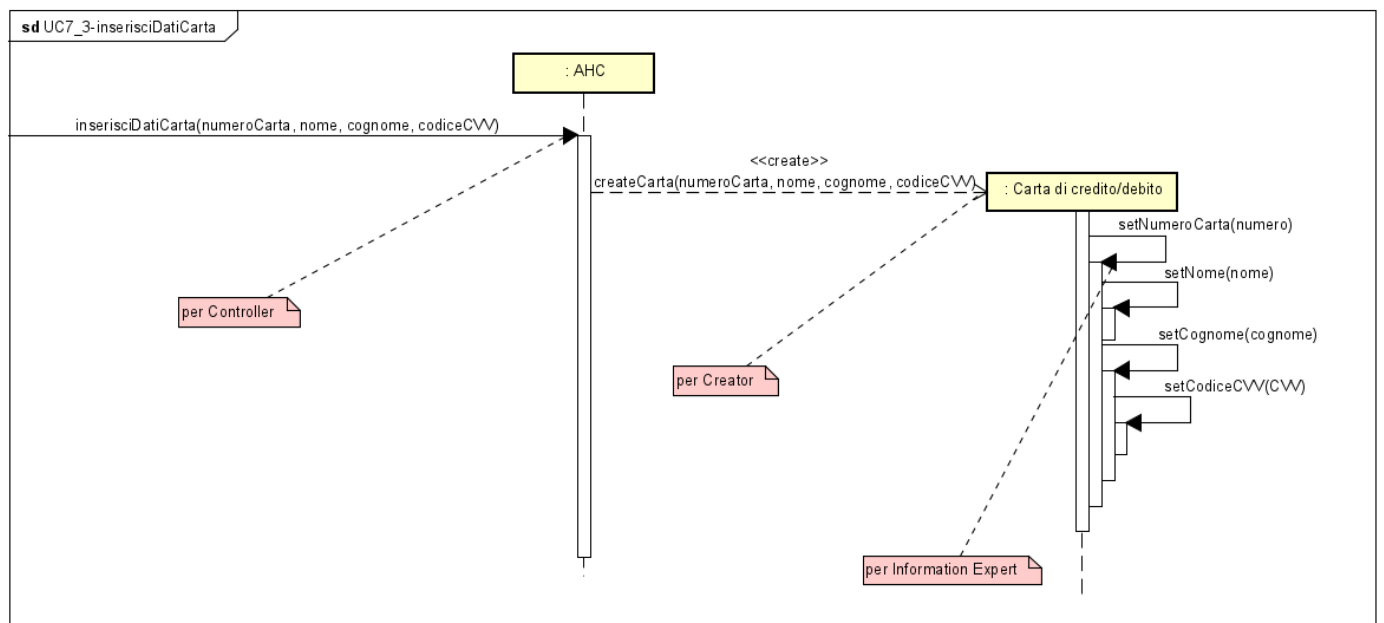 sd UC7_3-inserisciDatiCarta
: AHC
inserisciDatiCarta(numeroCarta, nome, cognome, codiceCVV)
<<create>>
createCarta(numeroCarta, nome, cognome, codiceCVV)
: Carta di credito/debito
setNumeroCarta(numero)
setNome(nome)
per Controller
setCognome(cognome)
per Creator
setCodiceCVV(CVV)
per Information Expert